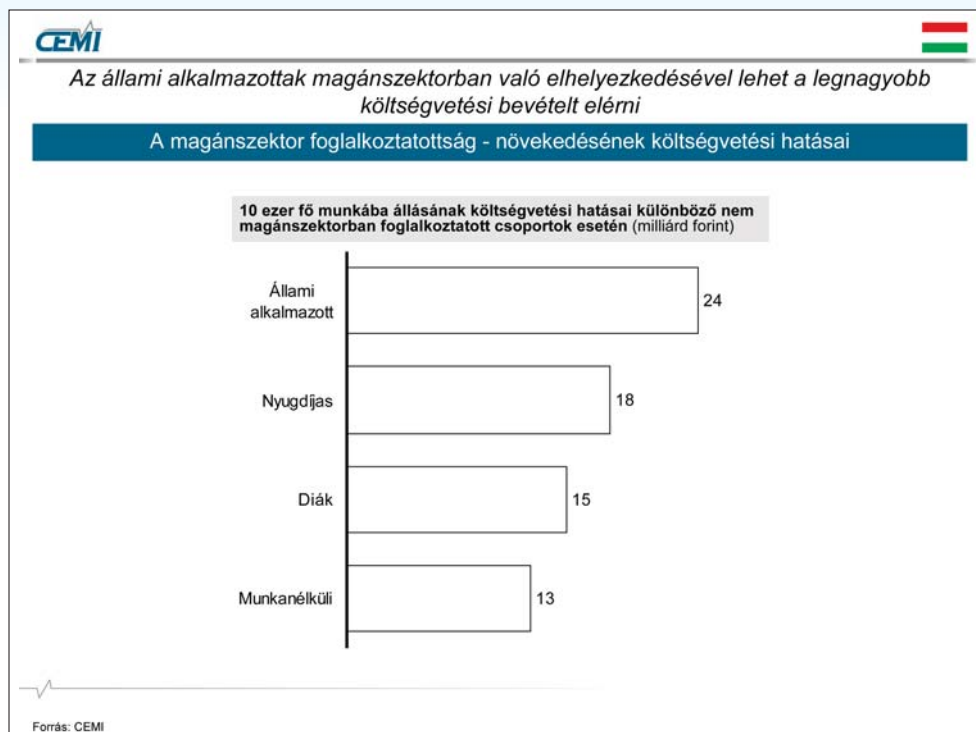 CEMI
Az állami alkalmazottak magánszektorban való elhelyezkedésével lehet a legnagyobb
költségvetési bevételt elérni
A magánszektor foglalkoztatottság - növekedésének költségvetési hatásai
10 ezer fő munkába állásának költségvetési hatásai különböző nem
magánszektorban foglalkoztatott csoportok esetén (milliárd forint)
Állami
alkalmazott
24
Nyugdíjas
18
Diák
15
Munkanélküli
13
Forrás: CEMI